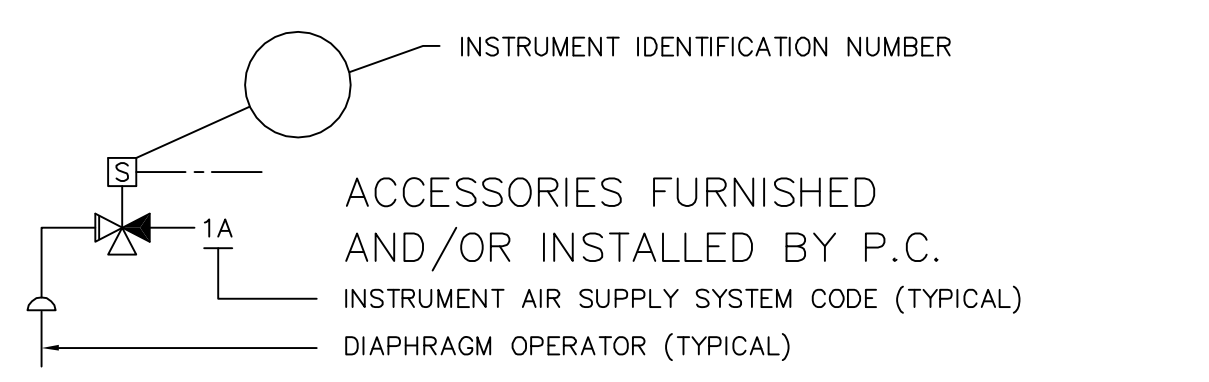 INSTRUMENT IDENTIFICATION NUMBER
S
ACCESSORIES FURNISHED
1A
AND/OR INSTALLED BY P.C.
INSTRUMENT AIR SUPPLY SYSTEM CODE (TYPICAL)
DIAPHRAGM OPERATOR (TYPICAL)